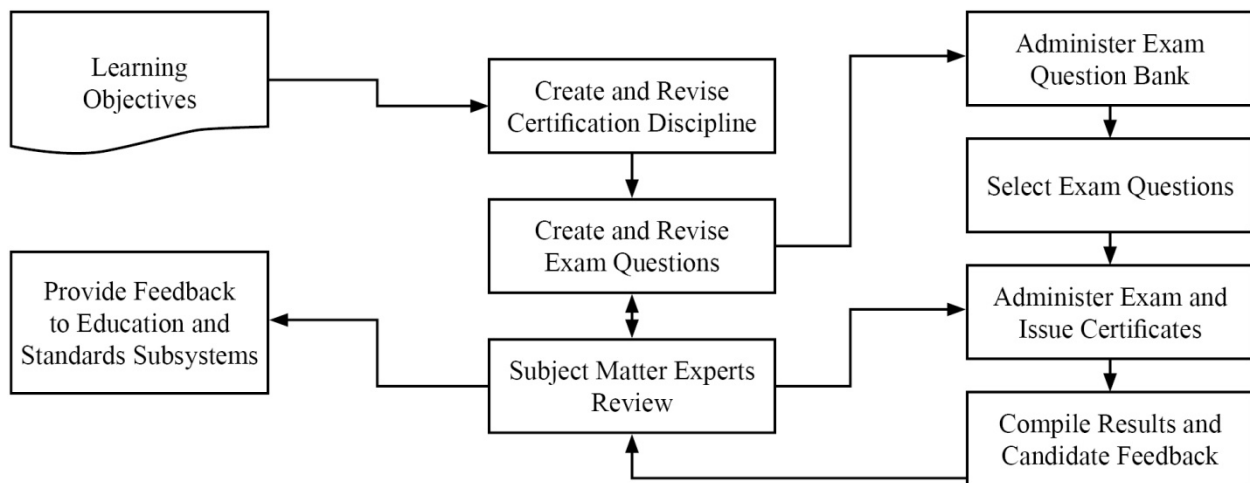 Learning
Objectives
Create and Revise
Certification Discipline
Administer Exam
Question Bank
Select Exam Questions
Create and Revise
Exam Questions
Provide Feedback
to Education and
Standards Subsystems
Administer Exam and
Issue Certificates
Subject Matter Experts
Review
Compile Results and
Candidate Feedback